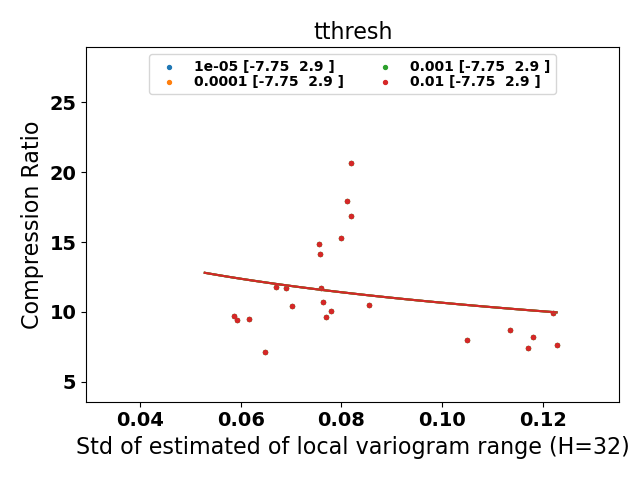 tthresh
1e-05 [-7.75  2.9 ]
0.0001 [-7.75  2.9 ]
0.001 [-7.75  2.9 ]
0.01 [-7.75  2.9 ]
Compression Ratio
25
20
15
10
5
0.04 0.06 0.08 0.10 0.12
Std of estimated of local variogram range (H=32)